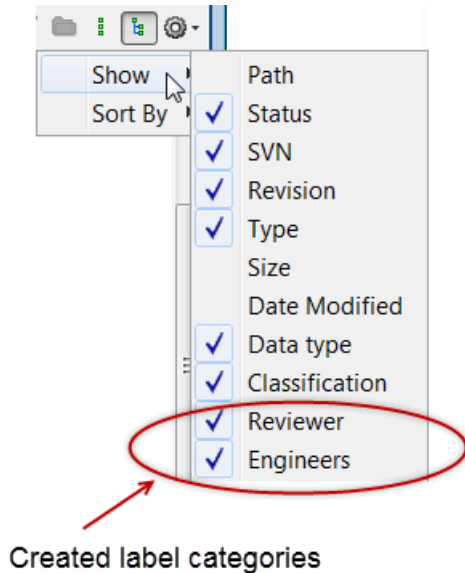 Show
Sort By
Path
Status
SVN
Revision
Type
Size
Date Modified
Data type
Classification
Reviewer
Engineers
Created label categories